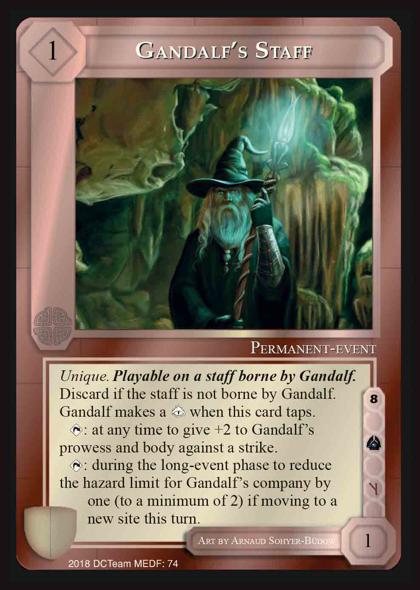 1
GANDALF'S STAFF
PERMANENT-EVENT
Unique. Playable on a staff borne by Gandalf.
Discard if the staff is not borne by Gandalf.
Gandalf makes a when this card taps.
: at any time to give +2 to Gandalf's
prowess and body against a strike.
: during the long-event phase to reduce
the hazard limit for Gandalf's company by
one (to a minimum of 2) if moving to a
new site this turn.
8
ART BY ARNAUD SOHYER-BUDOW
1
2018 DCTeam MEDF: 74